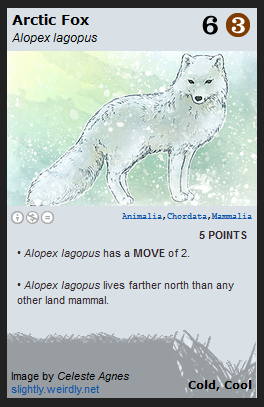 Arctic Fox
Alopex lagopus
6 3
Animalia,Chordata,Mammalia
5 POINTS
• Alopex lagopus has a MOVE of 2.
• Alopex lagopus lives farther north than any
other land mammal.
Image by Celeste Agnes
slightly.weirdly.net
Cold, Cool